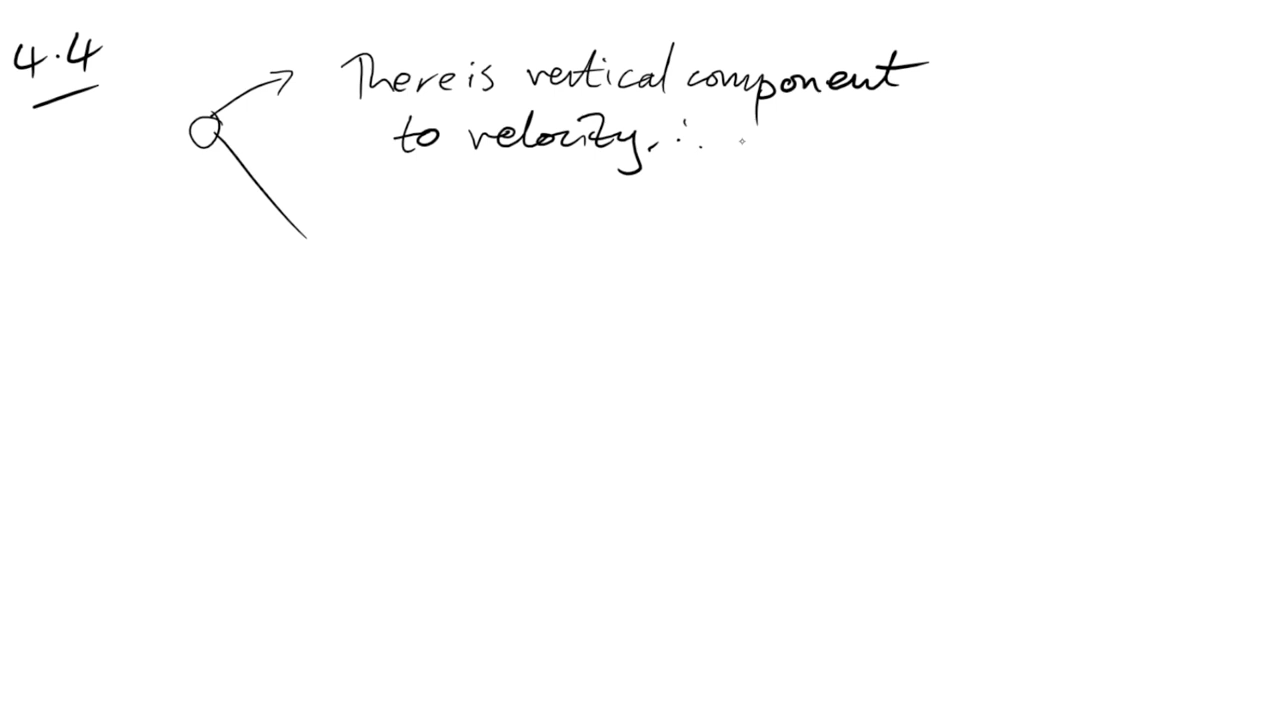 4.4
There is vertical component
to velocity. ∴